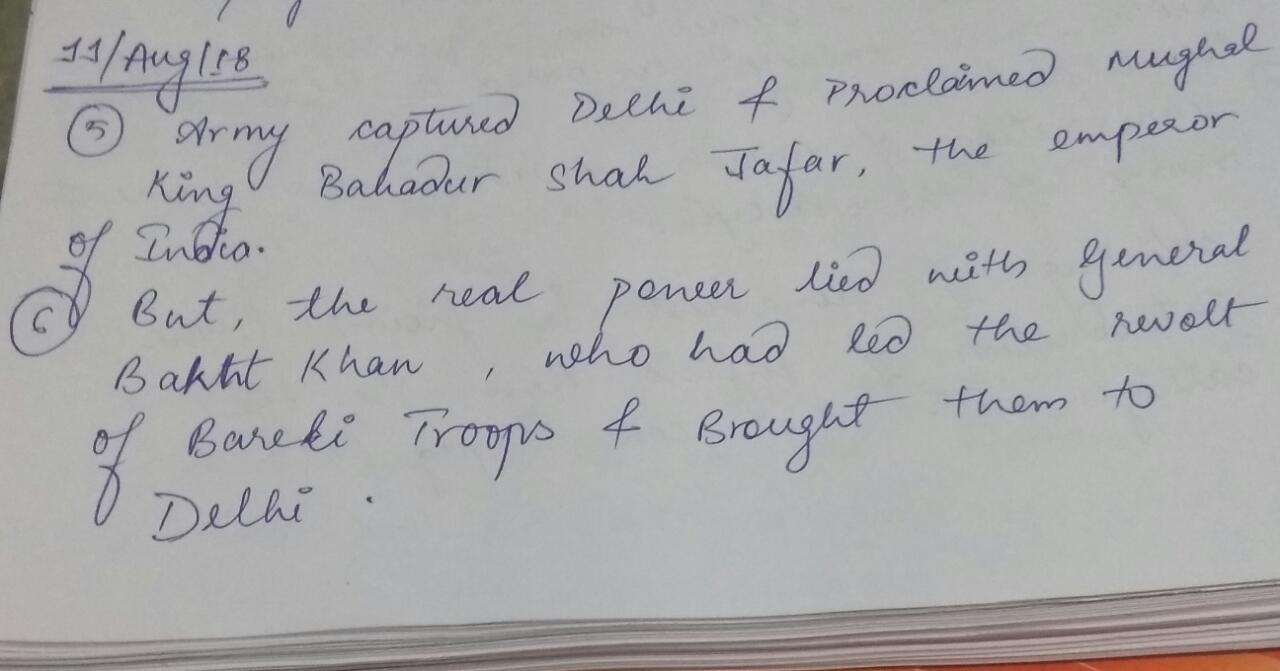 11/Aug/18
(5) Army captured Delhi & Proclaimed Mughal
King Bahadur Shah Jafar, the emperor
of India.
(6) But, the real power lied with General
Bakht Khan, who had led the revolt
of Bareli Troops & Brought them to
Delhi.